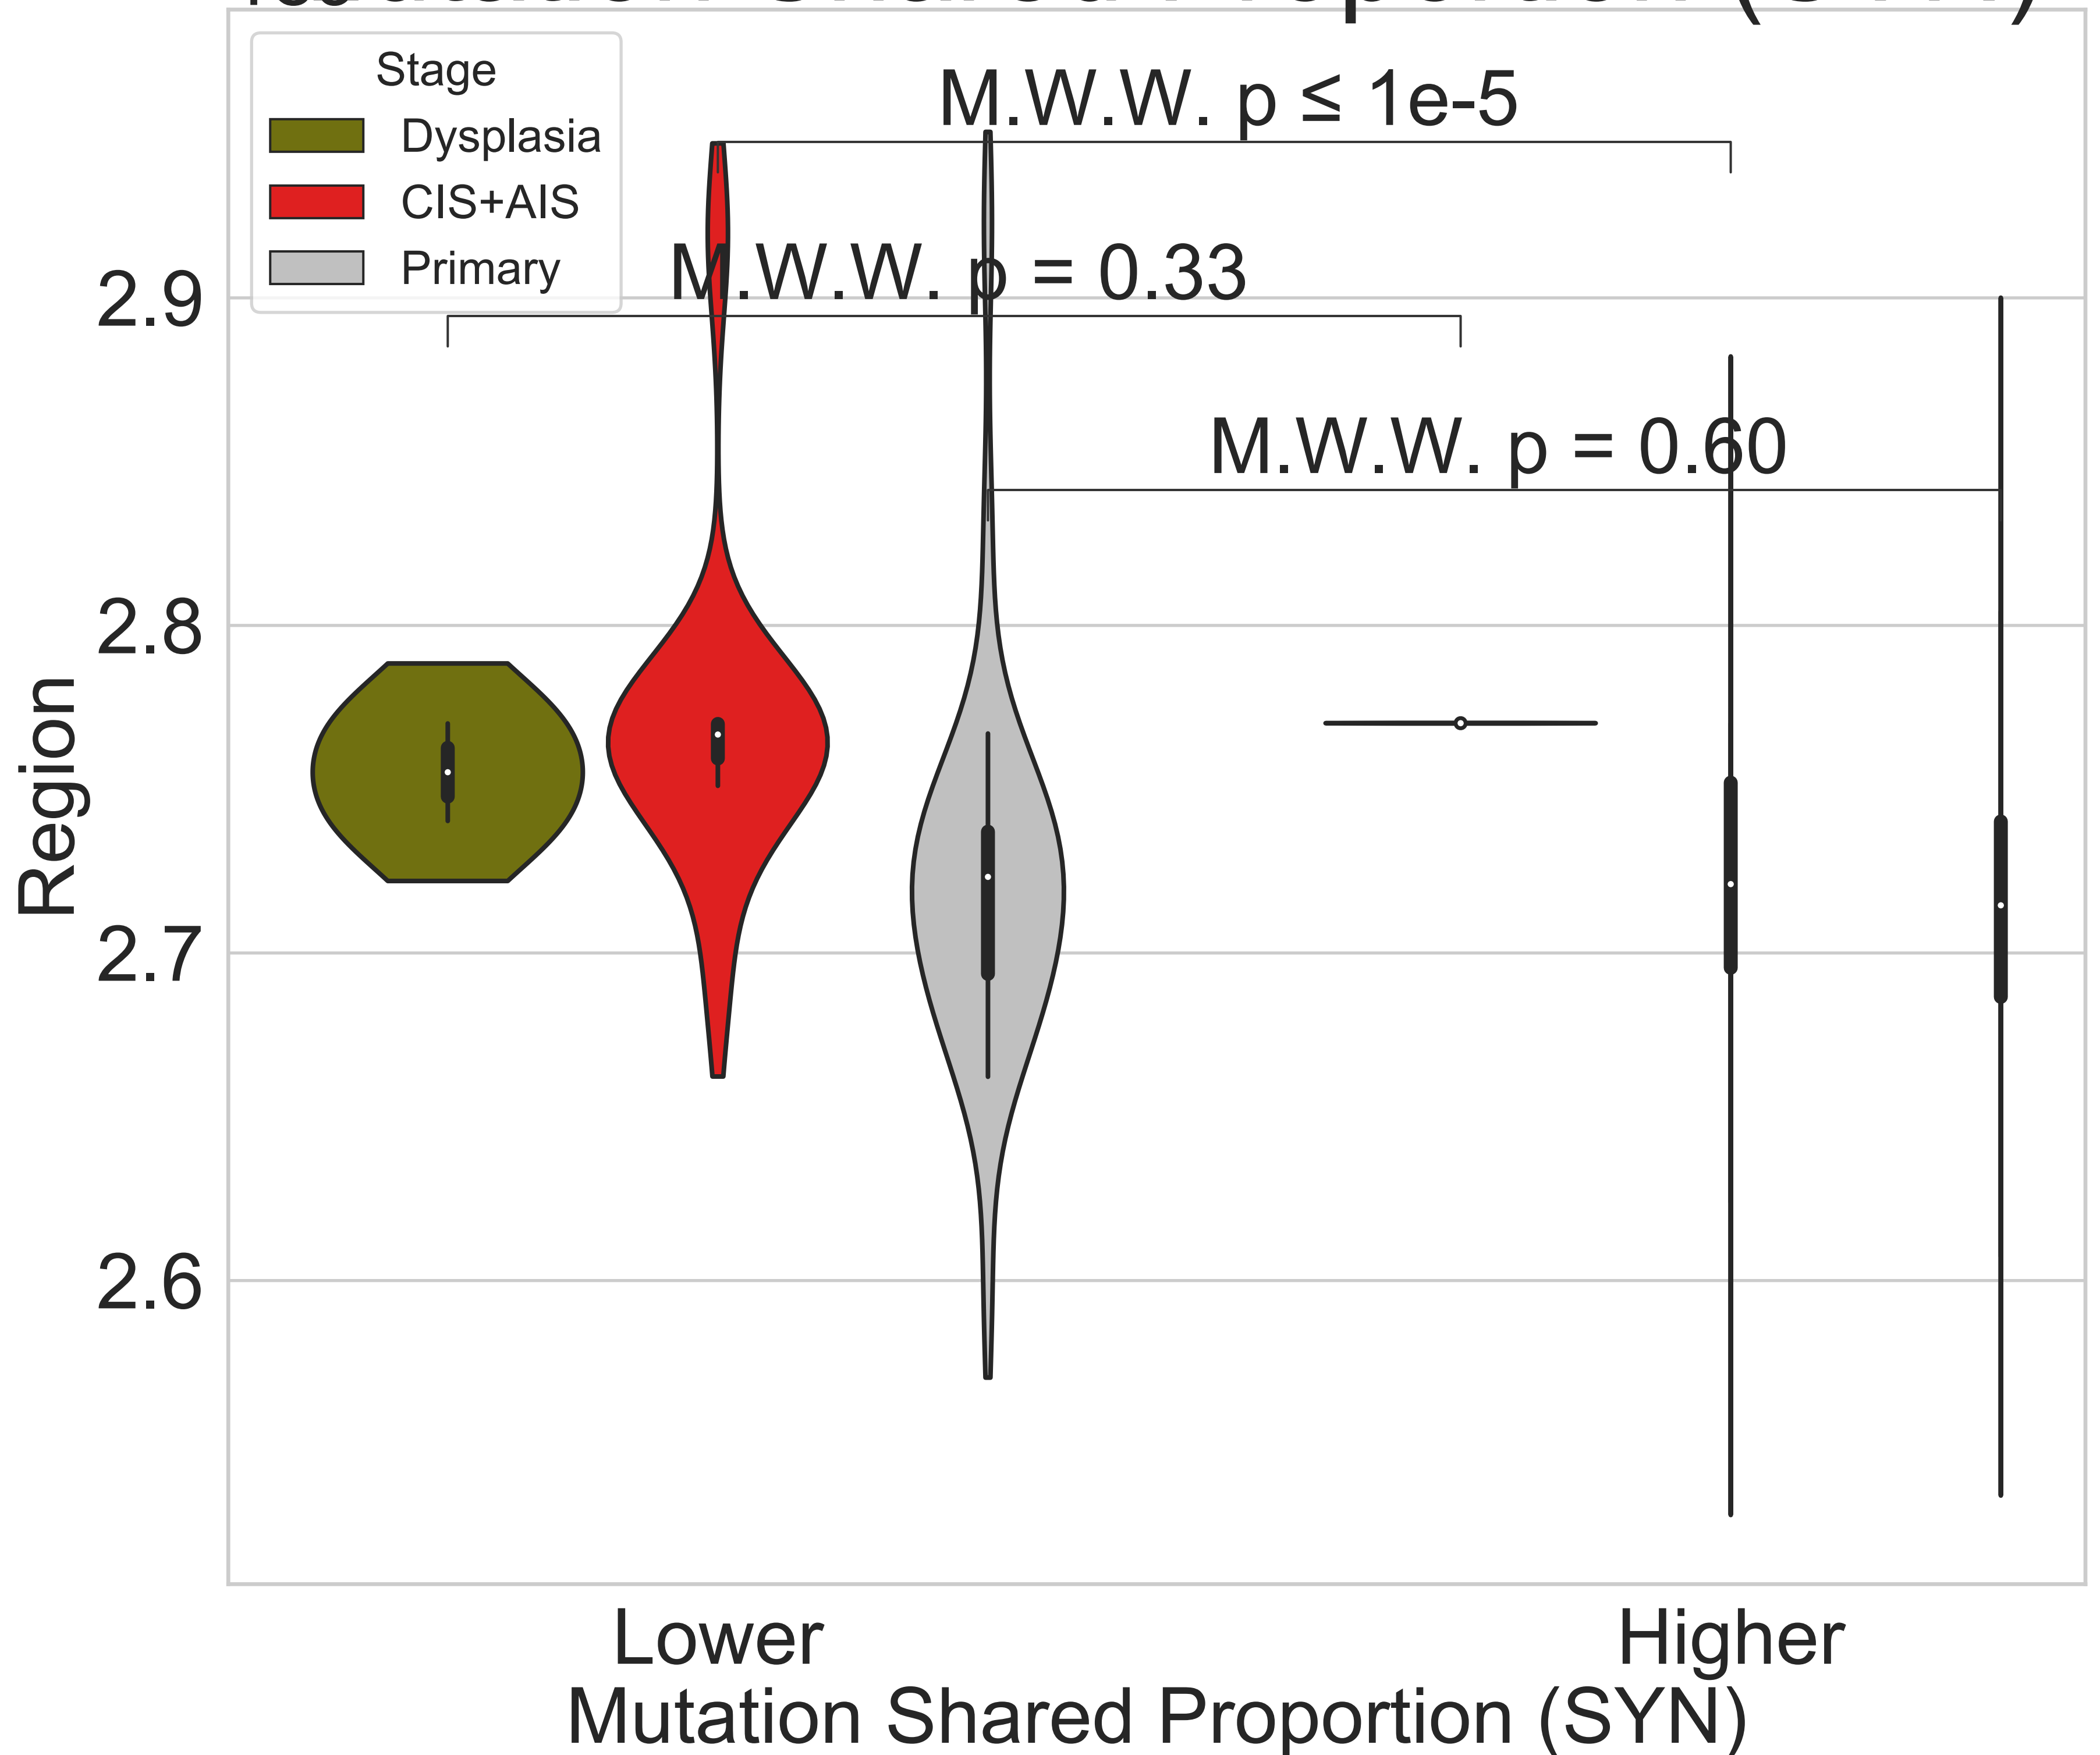 Stage
Dysplasia
CIS+AIS
Primary
M.W.W. p ≤ 1e-5
M.W.W. p = 0.33
M.W.W. p = 0.60
2.9
2.8
2.7
2.6
Region
Lower
Higher
Mutation Shared Proportion (SYN)